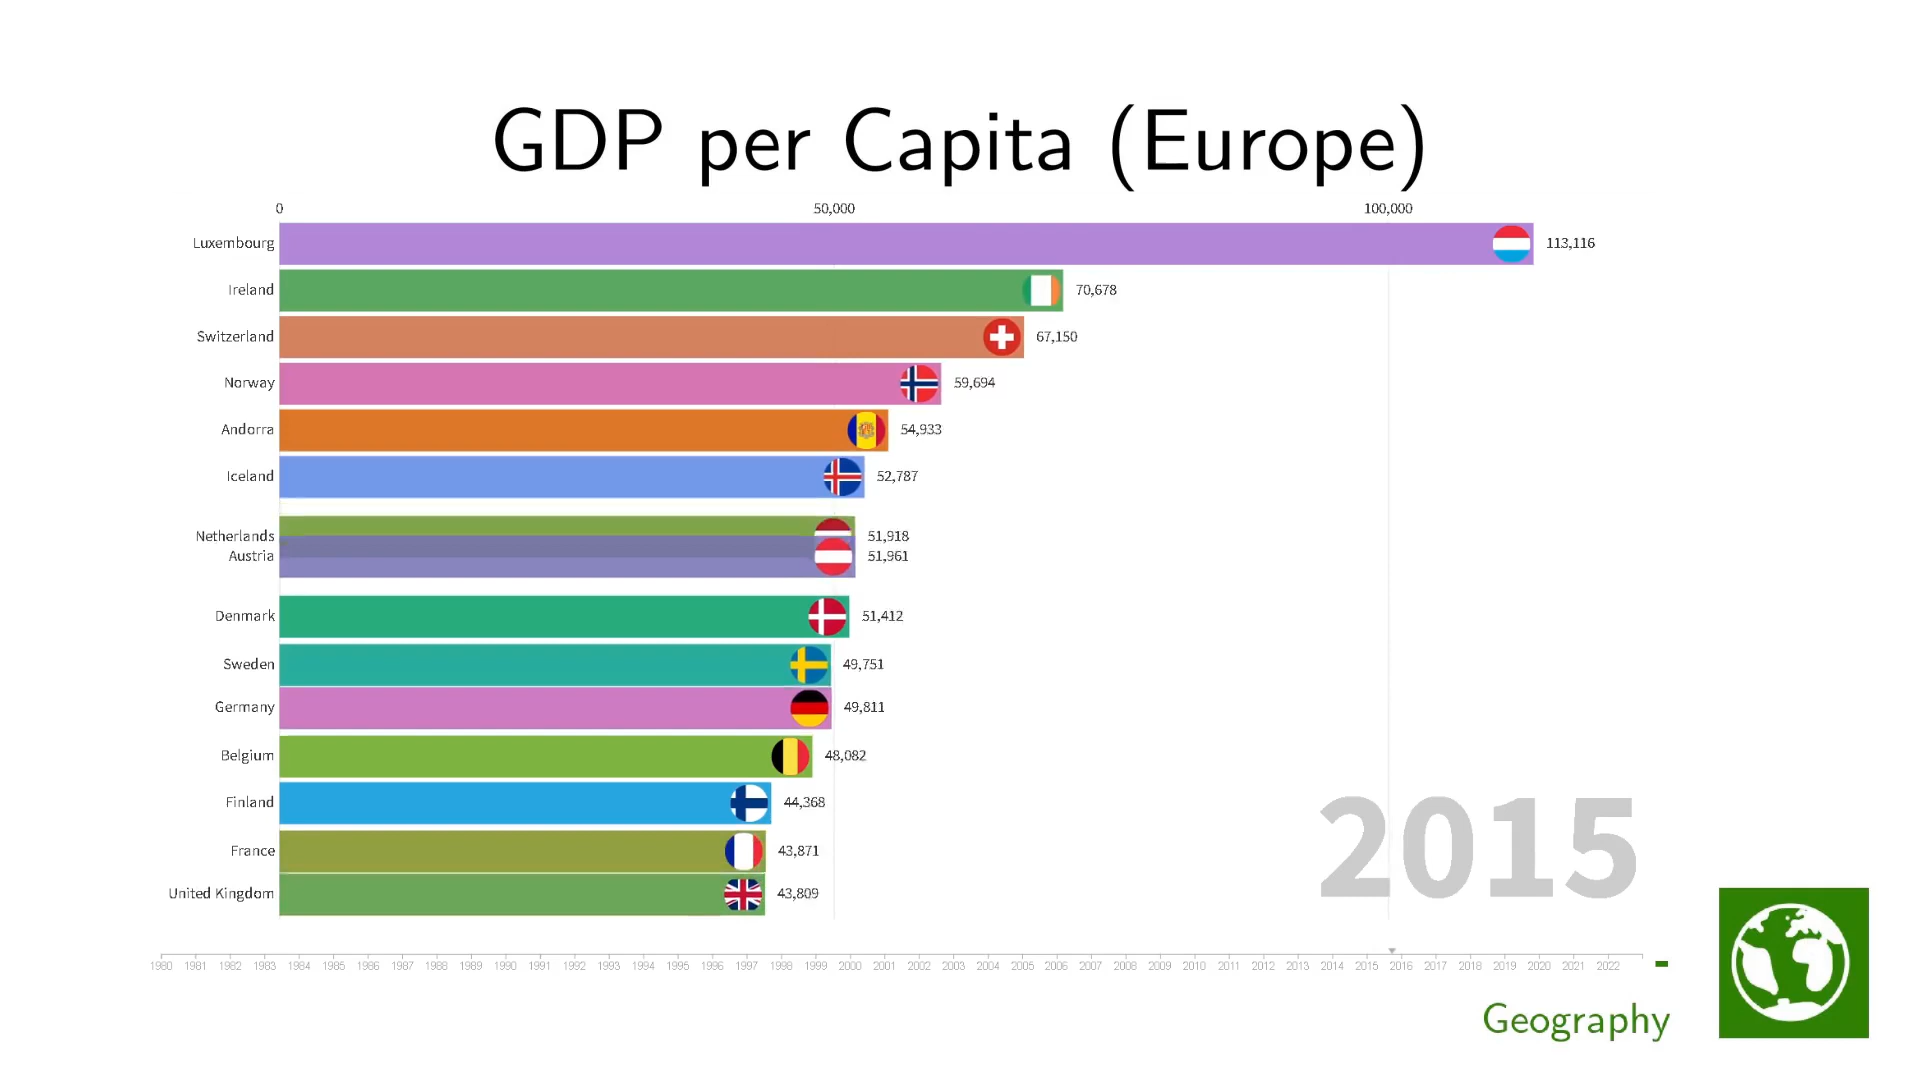 GDP per Capita (Europe)
0 50,000 100,000
Luxembourg 113,116
Ireland 70,678
Switzerland 67,150
Norway 59,694
Andorra 54,933
Iceland 52,787
Netherlands 51,918
Austria 51,961
Denmark 51,412
Sweden 49,751
Germany 49,811
Belgium 48,082
Finland 44,368
France 43,871
United Kingdom 43,809
2015
1980 1981 1982 1983 1984 1985 1986 1987 1988 1989 1990 1991 1992 1993 1994 1995 1996 1997 1998 1999 2000 2001 2002 2003 2004 2005 2006 2007 2008 2009 2010 2011 2012 2013 2014 2015 2016 2017 2018 2019 2020 2021 2022
Geography